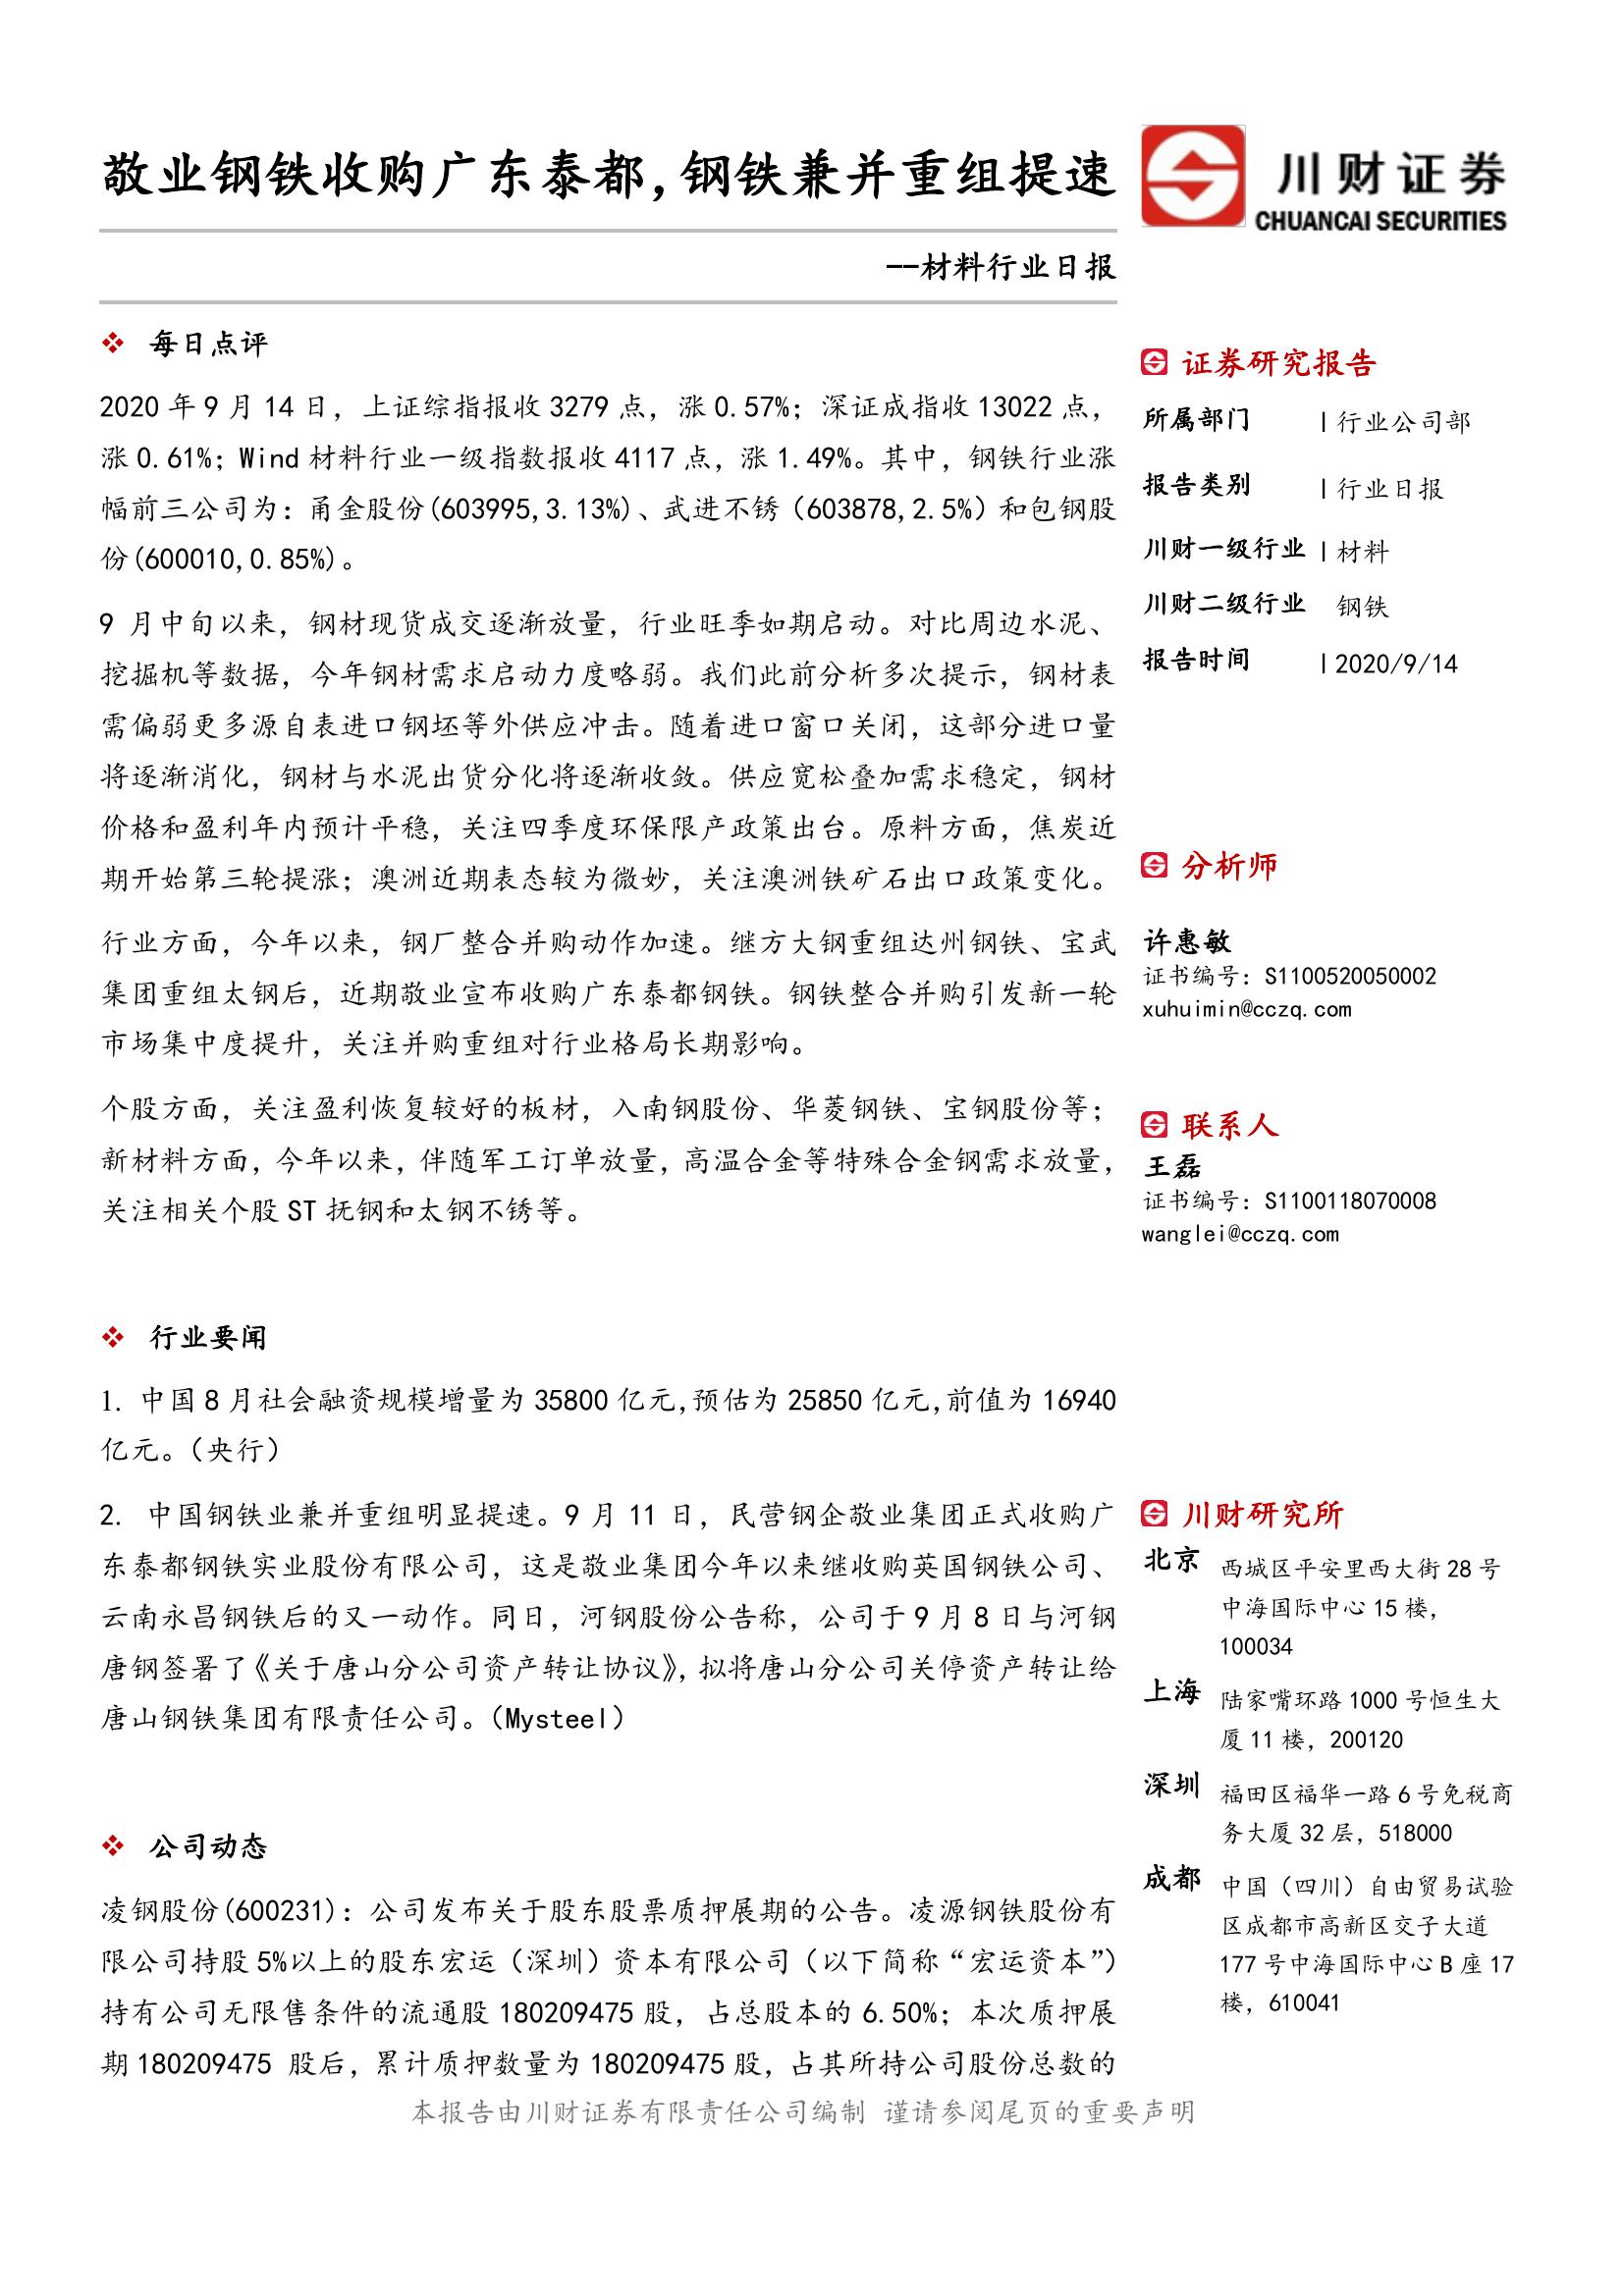 敬业钢铁收购广东泰都,钢铁兼并重组提速
川财证券
CHUANCAI SECURITIES
——材料行业日报
每日点评
2020 年 9 月 14 日，上证综指报收 3279 点，涨 0.57%；深证成指收 13022 点，
涨 0.61%；Wind 材料行业一级指数报收 4117 点，涨 1.49%。其中，钢铁行业涨
幅前三公司为：甬金股份(603995,3.13%)、武进不锈（603878,2.5%）和包钢股
份(600010,0.85%)。
9 月中旬以来，钢材现货成交逐渐放量，行业旺季如期启动。对比周边水泥、
挖掘机等数据，今年钢材需求启动力度略弱。我们此前分析多次提示，钢材表
需偏弱更多源自表进口钢坯等外供应冲击。随着进口窗口关闭，这部分进口量
将逐渐消化，钢材与水泥出货分化将逐渐收敛。供应宽松叠加需求稳定，钢材
价格和盈利年内预计平稳，关注四季度环保限产政策出台。原料方面，焦炭近
期开始第三轮提涨；澳洲近期表态较为微妙，关注澳洲铁矿石出口政策变化。
行业方面，今年以来，钢厂整合并购动作加速。继方大钢重组达州钢铁、宝武
集团重组太钢后，近期敬业宣布收购广东泰都钢铁。钢铁整合并购引发新一轮
市场集中度提升，关注并购重组对行业格局长期影响。
个股方面，关注盈利恢复较好的板材，入南钢股份、华菱钢铁、宝钢股份等；
新材料方面，今年以来，伴随军工订单放量，高温合金等特殊合金钢需求放量，
关注相关个股 ST 抚钢和太钢不锈等。
行业要闻
1. 中国 8 月社会融资规模增量为 35800 亿元,预估为 25850 亿元,前值为 16940
亿元。（央行）
2. 中国钢铁业兼并重组明显提速。9 月 11 日，民营钢企敬业集团正式收购广
东泰都钢铁实业股份有限公司，这是敬业集团今年以来继收购英国钢铁公司、
云南永昌钢铁后的又一动作。同日，河钢股份公告称，公司于 9 月 8 日与河钢
唐钢签署了《关于唐山分公司资产转让协议》，拟将唐山分公司关停资产转让给
唐山钢铁集团有限责任公司。（Mysteel）
公司动态
凌钢股份(600231)：公司发布关于股东股票质押展期的公告。凌源钢铁股份有
限公司持股 5%以上的股东宏运（深圳）资本有限公司（以下简称“宏运资本”）
持有公司无限售条件的流通股 180209475 股，占总股本的 6.50%；本次质押展
期 180209475 股后，累计质押数量为 180209475 股，占其所持公司股份总数的
证券研究报告
所属部门 | 行业公司部
报告类别 | 行业日报
川财一级行业 | 材料
川财二级行业 钢铁
报告时间 | 2020/9/14
分析师
许惠敏
证书编号：S1100520050002
xuhuimin@cczq.com
联系人
王磊
证书编号：S1100118070008
wanglei@cczq.com
川财研究所
北京 西城区平安里西大街 28 号
中海国际中心 15 楼，
100034
上海 陆家嘴环路 1000 号恒生大
厦 11 楼，200120
深圳 福田区福华一路 6 号免税商
务大厦 32 层，518000
成都 中国（四川）自由贸易试验
区成都市高新区交子大道
177 号中海国际中心 B 座 17
楼，610041
本报告由川财证券有限责任公司编制 谨请参阅尾页的重要声明